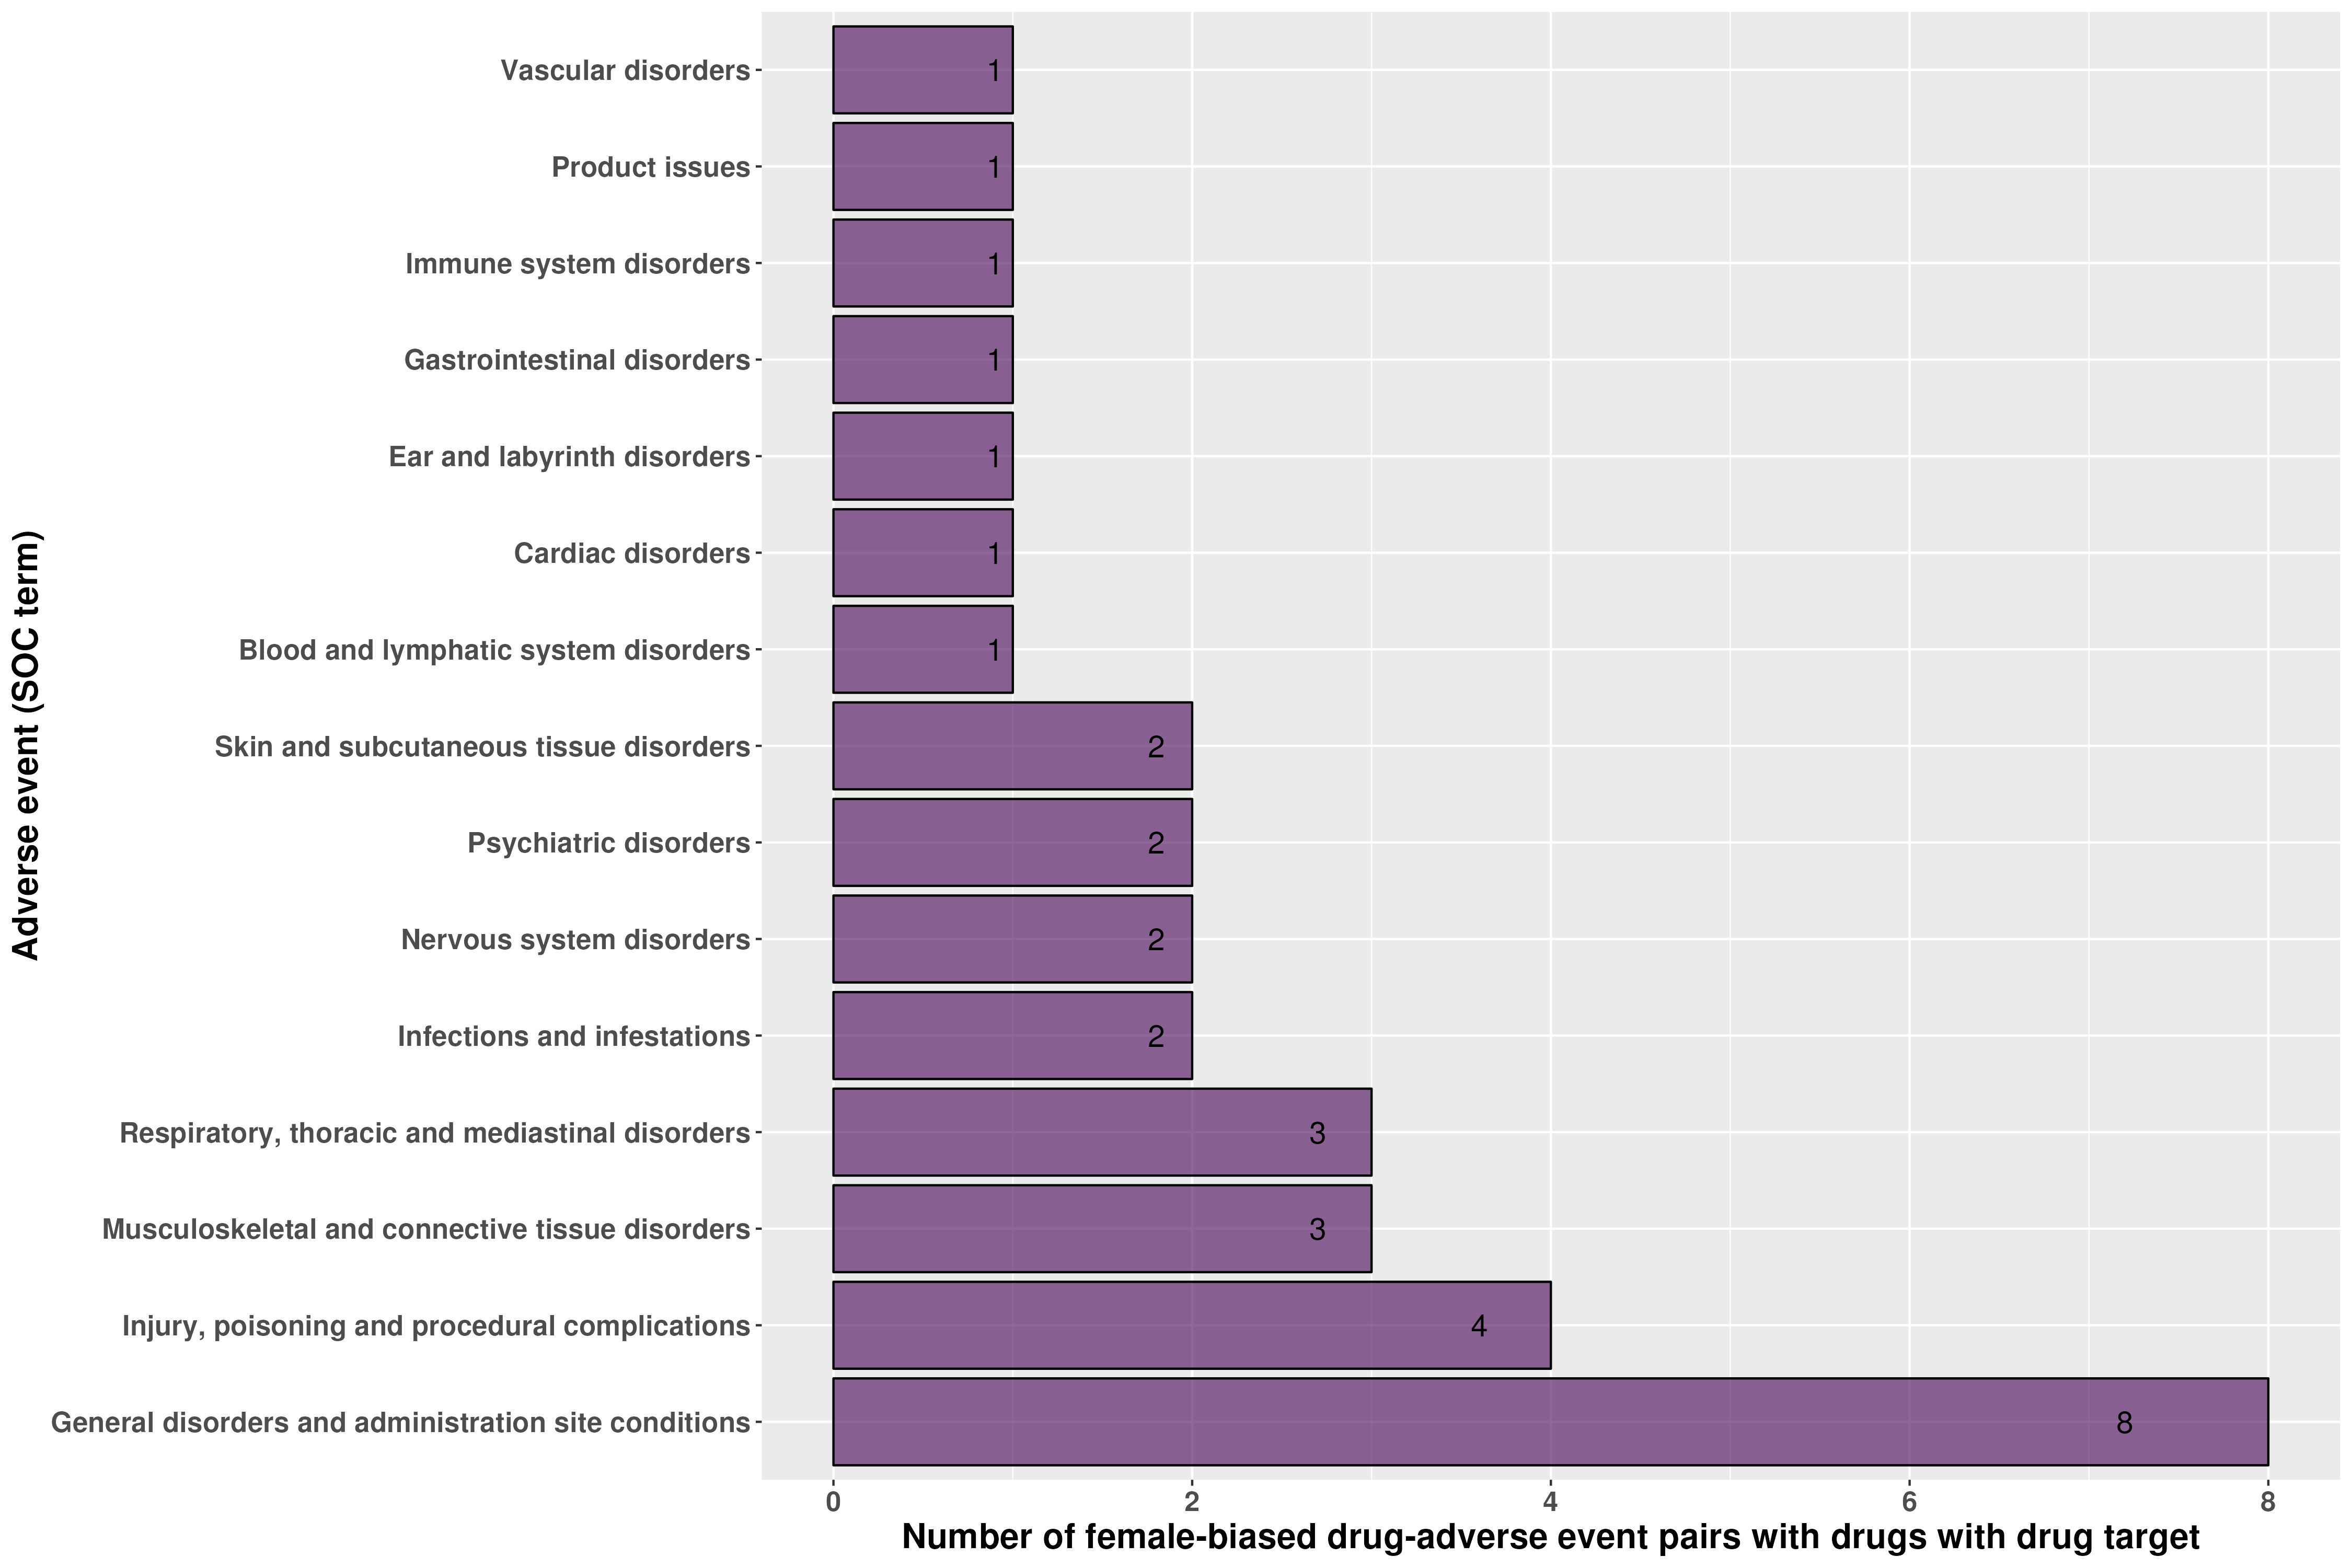 Adverse event (SOC term)
Vascular disorders 1
Product issues 1
Immune system disorders 1
Gastrointestinal disorders 1
Ear and labyrinth disorders 1
Cardiac disorders 1
Blood and lymphatic system disorders 1
Skin and subcutaneous tissue disorders 2
Psychiatric disorders 2
Nervous system disorders 2
Infections and infestations 2
Respiratory, thoracic and mediastinal disorders 3
Musculoskeletal and connective tissue disorders 3
Injury, poisoning and procedural complications 4
General disorders and administration site conditions 8
0 2 4 6 8
Number of female-biased drug-adverse event pairs with drugs with drug target